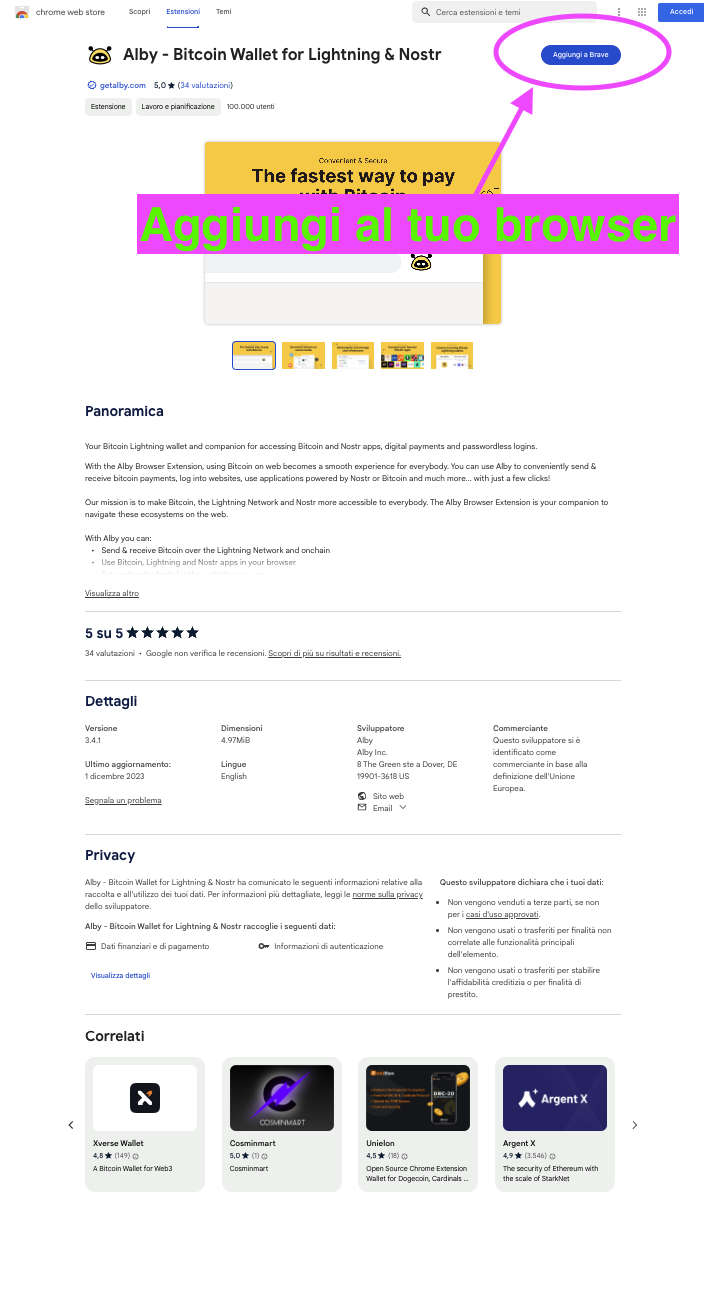 chrome web store
Scopri
Estensioni
Temi
Cerca estensioni e temi
Accedi
Alby - Bitcoin Wallet for Lightning & Nostr
Aggiungi a Brave
getalby.com 5,0 (34 valutazioni)
Estensione
Lavoro e pianificazione
100.000 utenti
Convenient & Secure
The fastest way to pay
with Bitcoin
Aggiungi al tuo browser
Panoramica
Your Bitcoin Lightning wallet and companion for accessing Bitcoin and Nostr apps, digital payments and passwordless logins.
With the Alby Browser Extension, using Bitcoin on web becomes a smooth experience for everybody. You can use Alby to conveniently send &
receive bitcoin payments, log into websites, use applications powered by Nostr or Bitcoin and much more... with just a few clicks!
Our mission is to make Bitcoin, the Lightning Network and Nostr more accessible to everybody. The Alby Browser Extension is your companion to
navigate these ecosystems on the web.
With Alby you can:
• Send & receive Bitcoin over the Lightning Network and onchain
• Use Bitcoin, Lightning and Nostr apps in your browser
Visualizza altro
5 su 5
34 valutazioni • Google non verifica le recensioni. Scopri di più su risultati e recensioni.
Dettagli
Versione
3.4.1
Ultimo aggiornamento:
1 dicembre 2023
Segnala un problema
Dimensioni
4.97MiB
Lingue
English
Sviluppatore
Alby
Alby Inc.
8 The Green ste a Dover, DE
19901-3618 US
Sito web
Email
Commerciante
Questo sviluppatore si è
identificato come
commerciante in base alla
definizione dell'Unione
Europea.
Privacy
Alby - Bitcoin Wallet for Lightning & Nostr ha comunicato le seguenti informazioni relative alla
raccolta e all'utilizzo dei tuoi dati. Per informazioni più dettagliate, leggi le norme sulla privacy
dello sviluppatore.
Alby - Bitcoin Wallet for Lightning & Nostr raccoglie i seguenti dati:
Dati finanziari e di pagamento
Informazioni di autenticazione
Visualizza dettagli
Questo sviluppatore dichiara che i tuoi dati:
• Non vengono venduti a terze parti, se non
per i casi d'uso approvati.
• Non vengono usati o trasferiti per finalità non
correlate alle funzionalità principali
dell'elemento.
• Non vengono usati o trasferiti per stabilire
l'affidabilità creditizia o per finalità di
prestito.
Correlati
Xverse Wallet
4,8 (149)
A Bitcoin Wallet for Web3
COSMINMART
Cosminmart
5,0 (1)
Cosminmart
DRC-20
Unielon
4,5 (18)
Open Source Chrome Extension
Wallet for Dogecoin, Cardinals ...
Argent X
Argent X
4,9 (3.546)
The security of Ethereum with
the scale of StarkNet